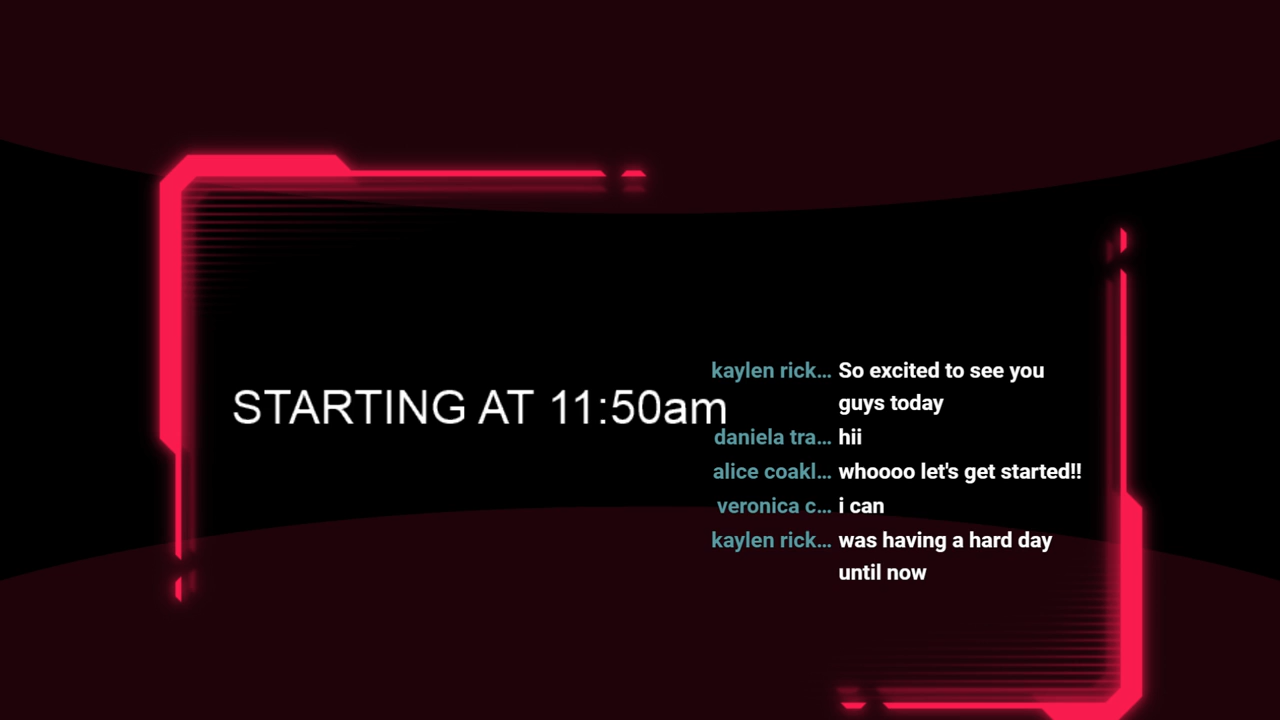 STARTING AT 11:50am
kaylen rick... So excited to see you
guys today
daniela tra... hii
alice coakl... whoooo let's get started!!
veronica c... i can
kaylen rick... was having a hard day
until now